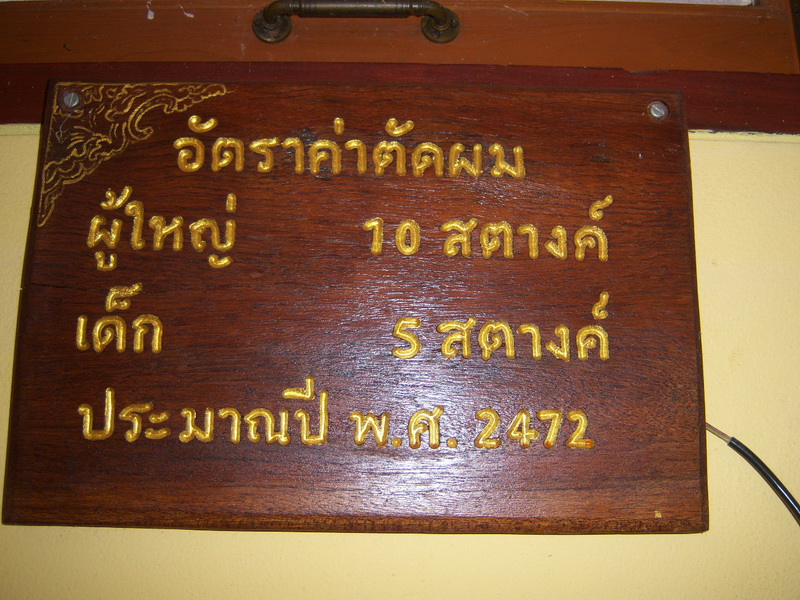 อัตราค่าตัดผม
ผู้ใหญ่ 10 สตางค์
เด็ก 5 สตางค์
ประมาณปี พ.ศ. 2472